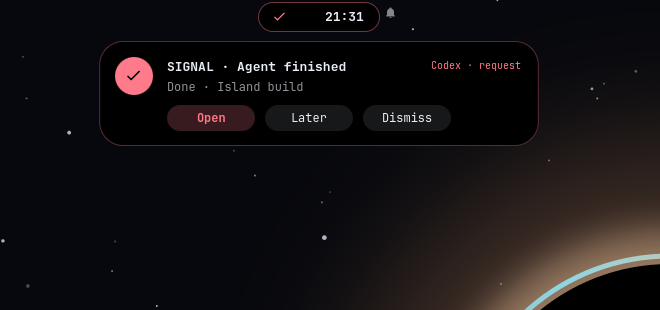 21:31
SIGNAL · Agent finished
Codex · request
Done · Island build
Open
Later
Dismiss